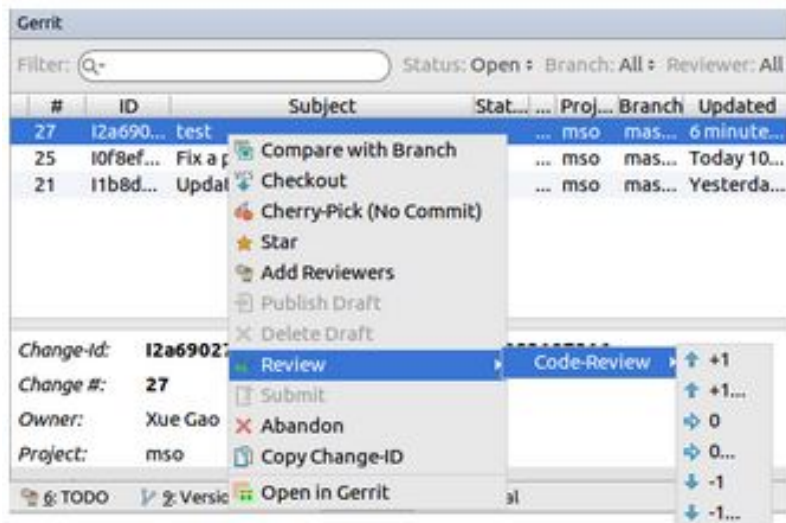 Gerrit
Filter: Status: Open Branch: All Reviewer: All
# ID Subject Stat... ... Proj... Branch Updated
27 I2a690... test ... mso mas... 6 minute...
25 I0f8ef... Fix a p ... mso mas... Today 10...
21 I1b8d... Updat ... mso mas... Yesterda...
Compare with Branch
Checkout
Cherry-Pick (No Commit)
Star
Add Reviewers
Publish Draft
Delete Draft
Review
Submit
Abandon
Copy Change-ID
Open in Gerrit
Code-Review
+1
+1...
0
0...
-1
-1...
Change-Id: I2a69027
Change #: 27
Owner: Xue Gao
Project: mso
6: TODO 9: Versic al